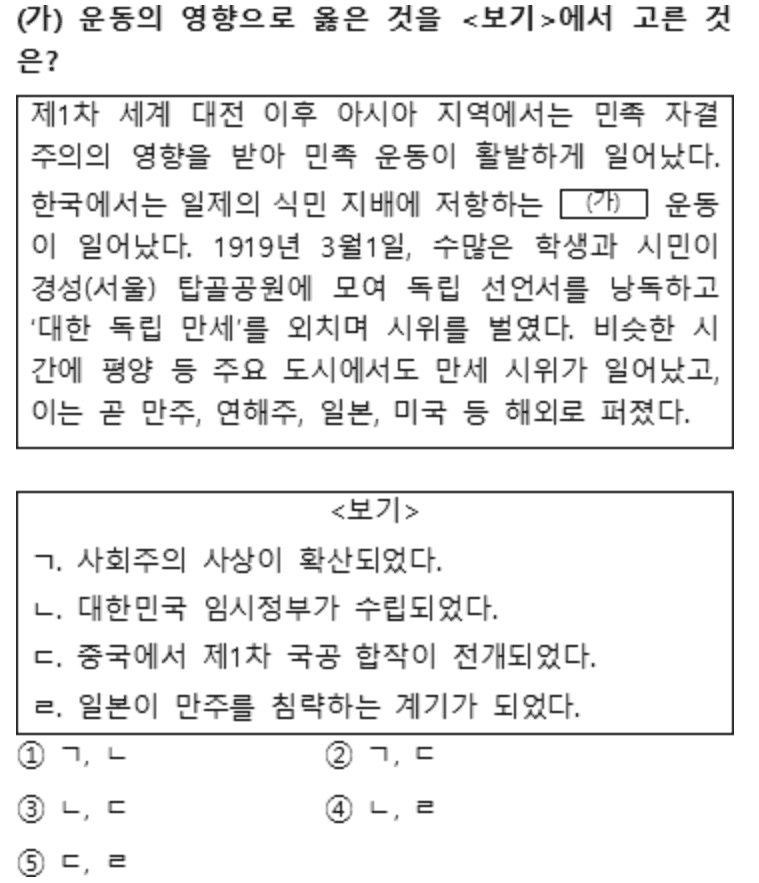 (가) 운동의 영향으로 옳은 것을 <보기>에서 고른 것
은?
제1차 세계 대전 이후 아시아 지역에서는 민족 자결
주의의 영향을 받아 민족 운동이 활발하게 일어났다.
한국에서는 일제의 식민 지배에 저항하는 (가) 운동
이 일어났다. 1919년 3월1일, 수많은 학생과 시민이
경성(서울) 탑골공원에 모여 독립 선언서를 낭독하고
'대한 독립 만세'를 외치며 시위를 벌였다. 비슷한 시
간에 평양 등 주요 도시에서도 만세 시위가 일어났고,
이는 곧 만주, 연해주, 일본, 미국 등 해외로 퍼졌다.
<보기>
ㄱ. 사회주의 사상이 확산되었다.
ㄴ. 대한민국 임시정부가 수립되었다.
ㄷ. 중국에서 제1차 국공 합작이 전개되었다.
ㄹ. 일본이 만주를 침략하는 계기가 되었다.
① ㄱ, ㄴ ② ㄱ, ㄷ
③ ㄴ, ㄷ ④ ㄴ, ㄹ
⑤ ㄷ, ㄹ